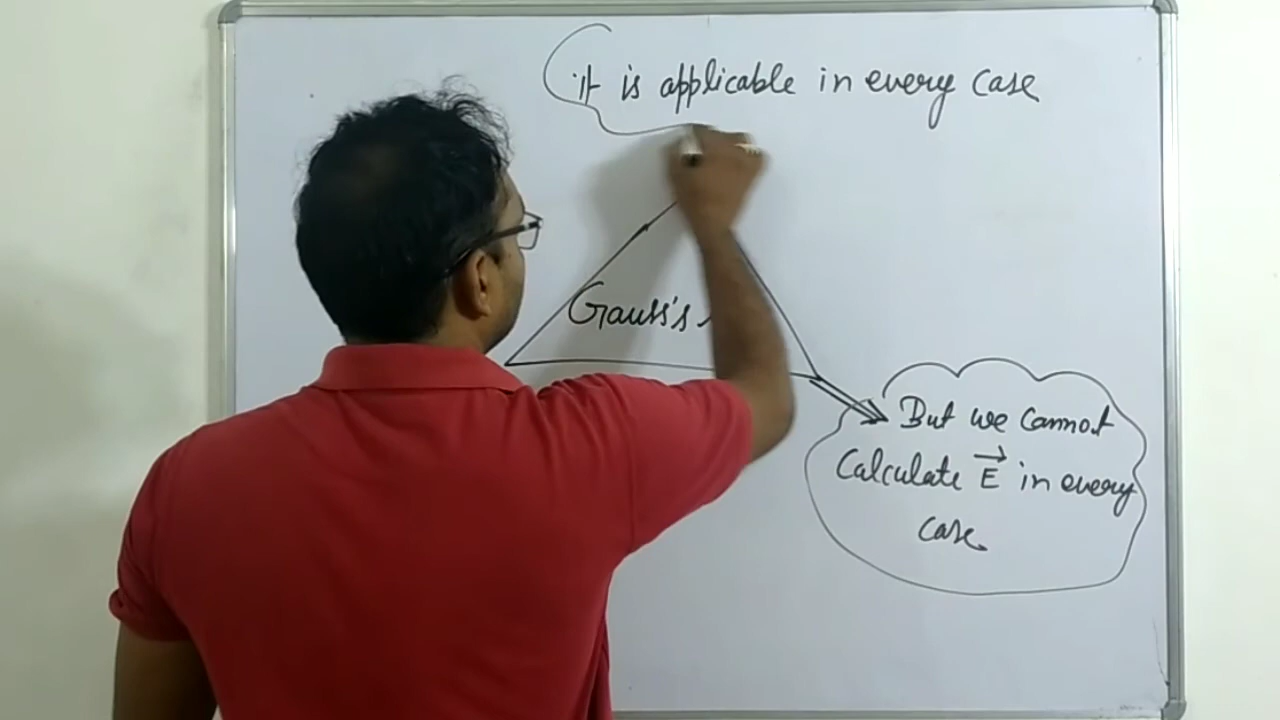 it is applicable in every case
Gauss's
But we cannot
Calculate E in every
case